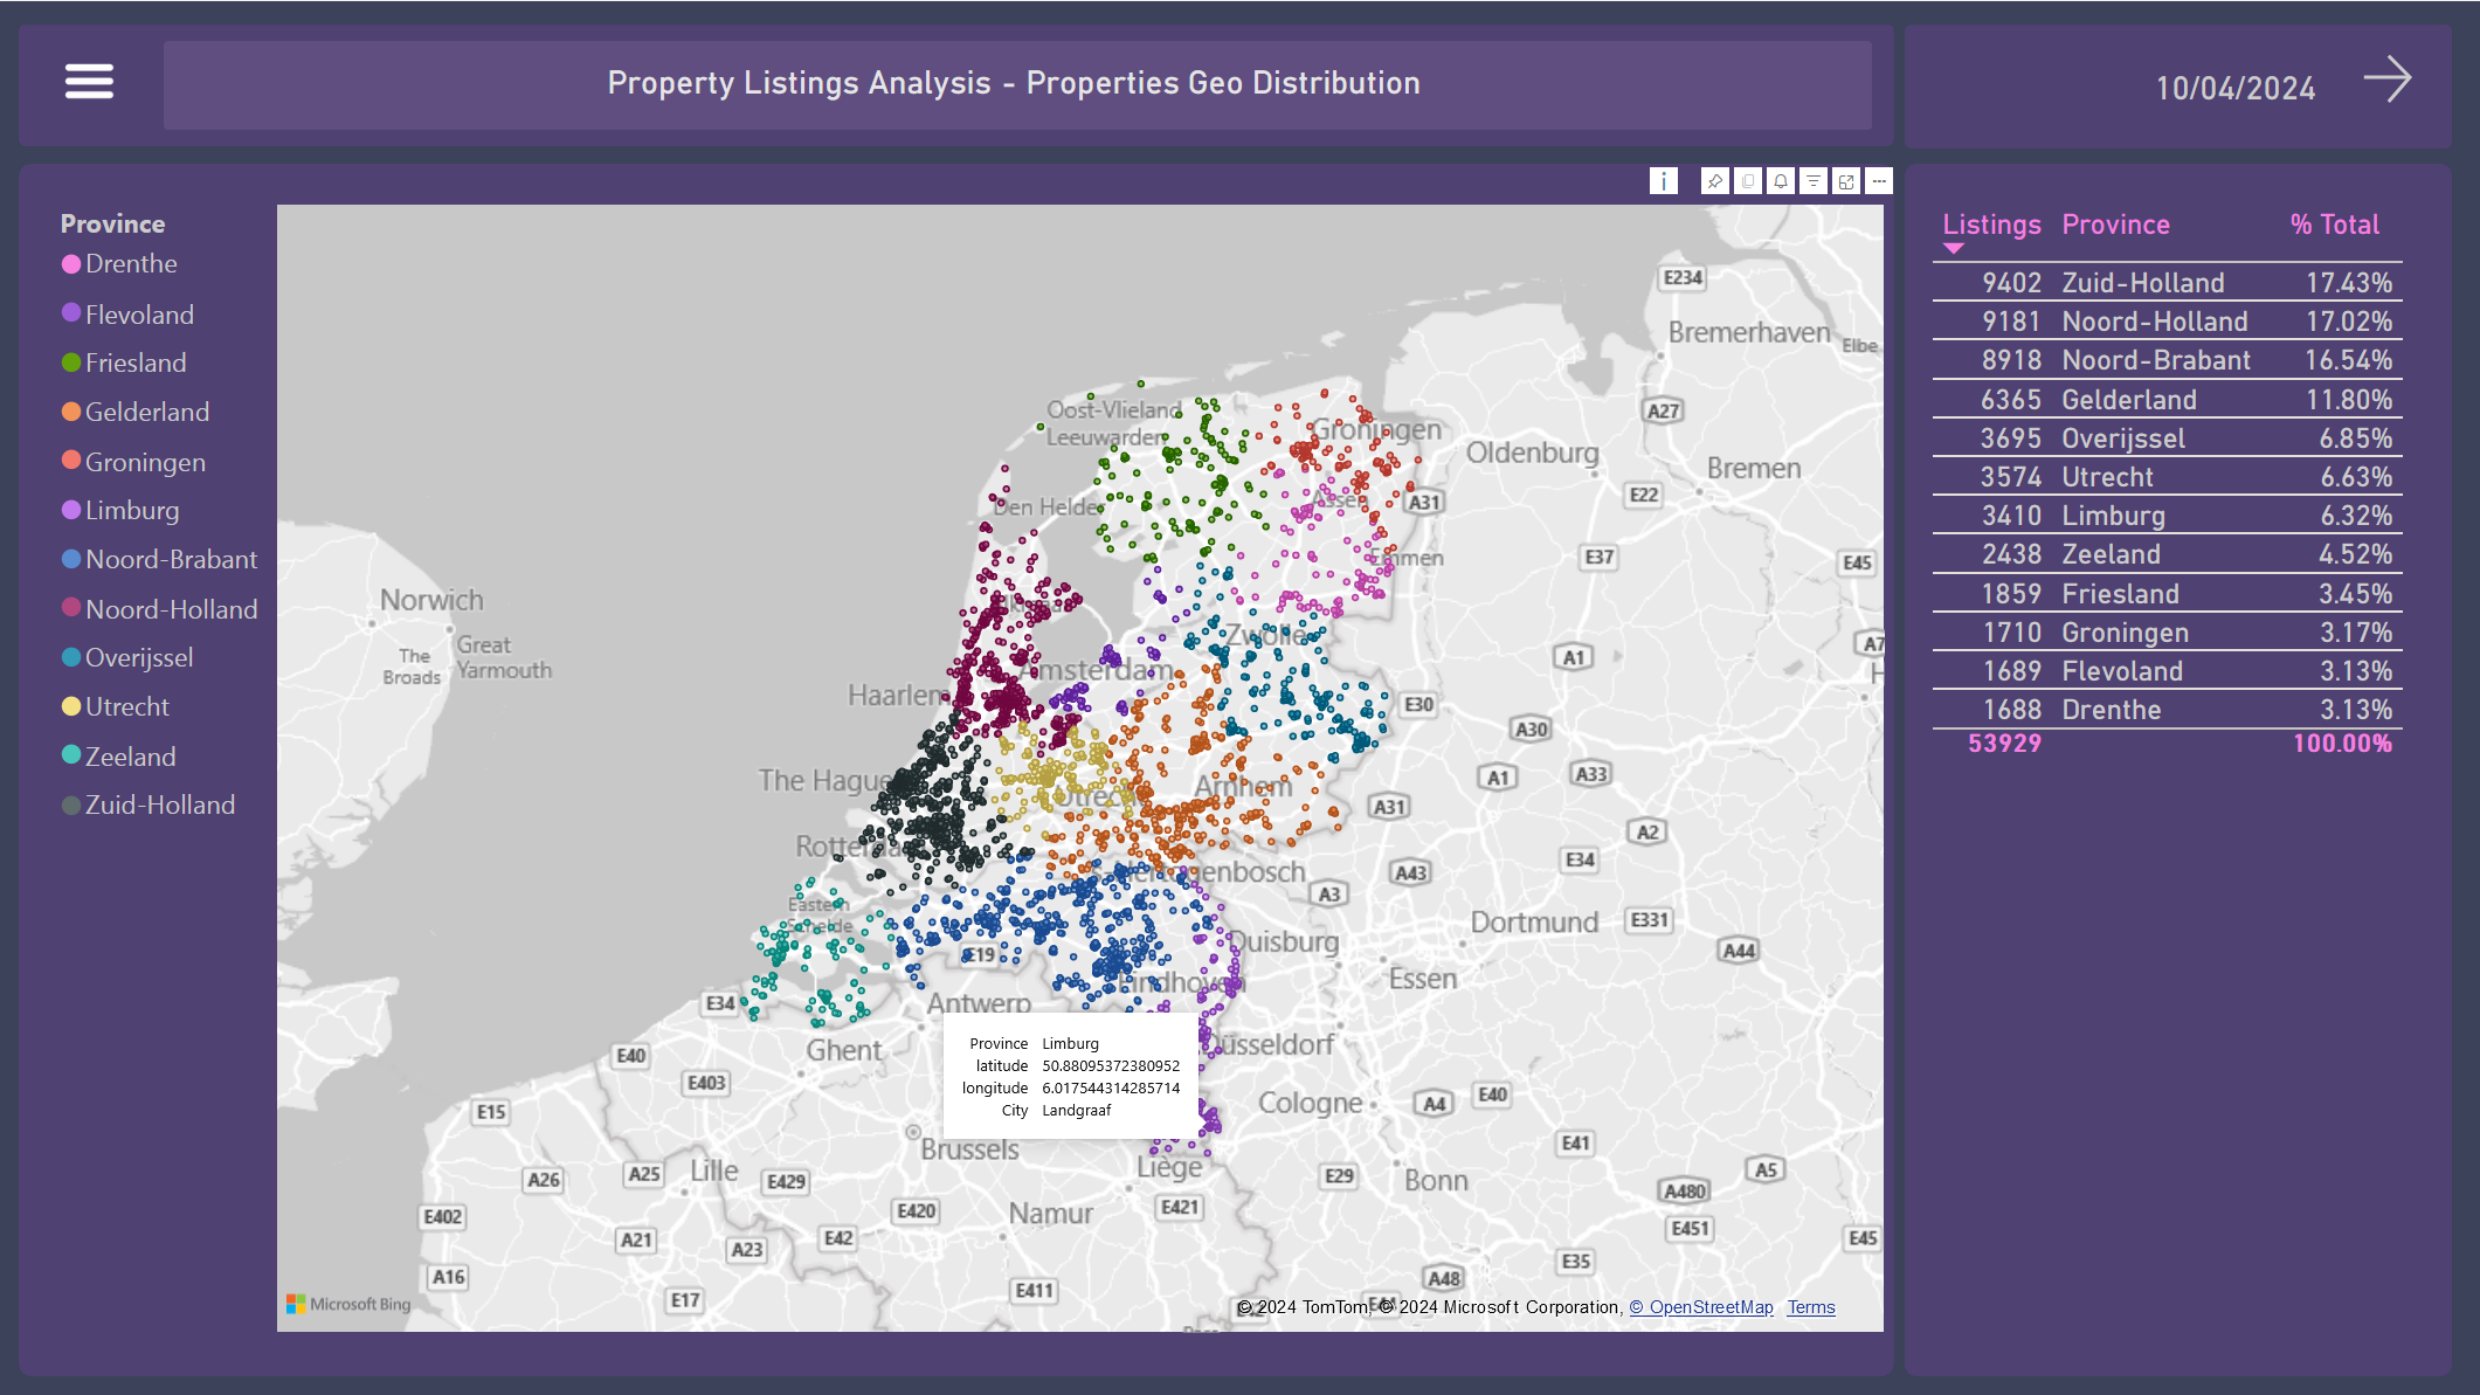 Property Listings Analysis - Properties Geo Distribution
10/04/2024
Province
Drenthe
Flevoland
Friesland
Gelderland
Groningen
Limburg
Noord-Brabant
Noord-Holland
Overijssel
Utrecht
Zeeland
Zuid-Holland
E234
Bremerhaven
Elbe
Oost-Vlieland
A27
Leeuwarden
Groningen
Oldenburg
Bremen
E22
Assen
A31
Den Helder
Emmen
E37
E45
Norwich
Great
Yarmouth
The
Broads
Zwolle
A1
A7
Amsterdam
Haarlem
E30
A30
The Hague
Arnhem
A1
A33
Utrecht
A31
A2
Rotterdam
E34
A43
A3
Eastern
Schelde
Dortmund
E331
Duisburg
A44
E19
Eindhoven
Essen
E34
Antwerp
Düsseldorf
Ghent
E40
E403
Province Limburg
latitude 50.88095372380952
longitude 6.017544314285714
City Landgraaf
E15
Cologne
A4
E40
Brussels
E41
Liège
Lille
A25
A26
E429
E29
Bonn
A5
A480
E402
E420
Namur
E421
E451
A21
A23
E42
E45
E35
A16
A48
E411
E17
Microsoft Bing
© 2024 TomTom, © 2024 Microsoft Corporation, © OpenStreetMap Terms
Listings Province % Total
9402 Zuid-Holland 17.43%
9181 Noord-Holland 17.02%
8918 Noord-Brabant 16.54%
6365 Gelderland 11.80%
3695 Overijssel 6.85%
3574 Utrecht 6.63%
3410 Limburg 6.32%
2438 Zeeland 4.52%
1859 Friesland 3.45%
1710 Groningen 3.17%
1689 Flevoland 3.13%
1688 Drenthe 3.13%
53929 100.00%